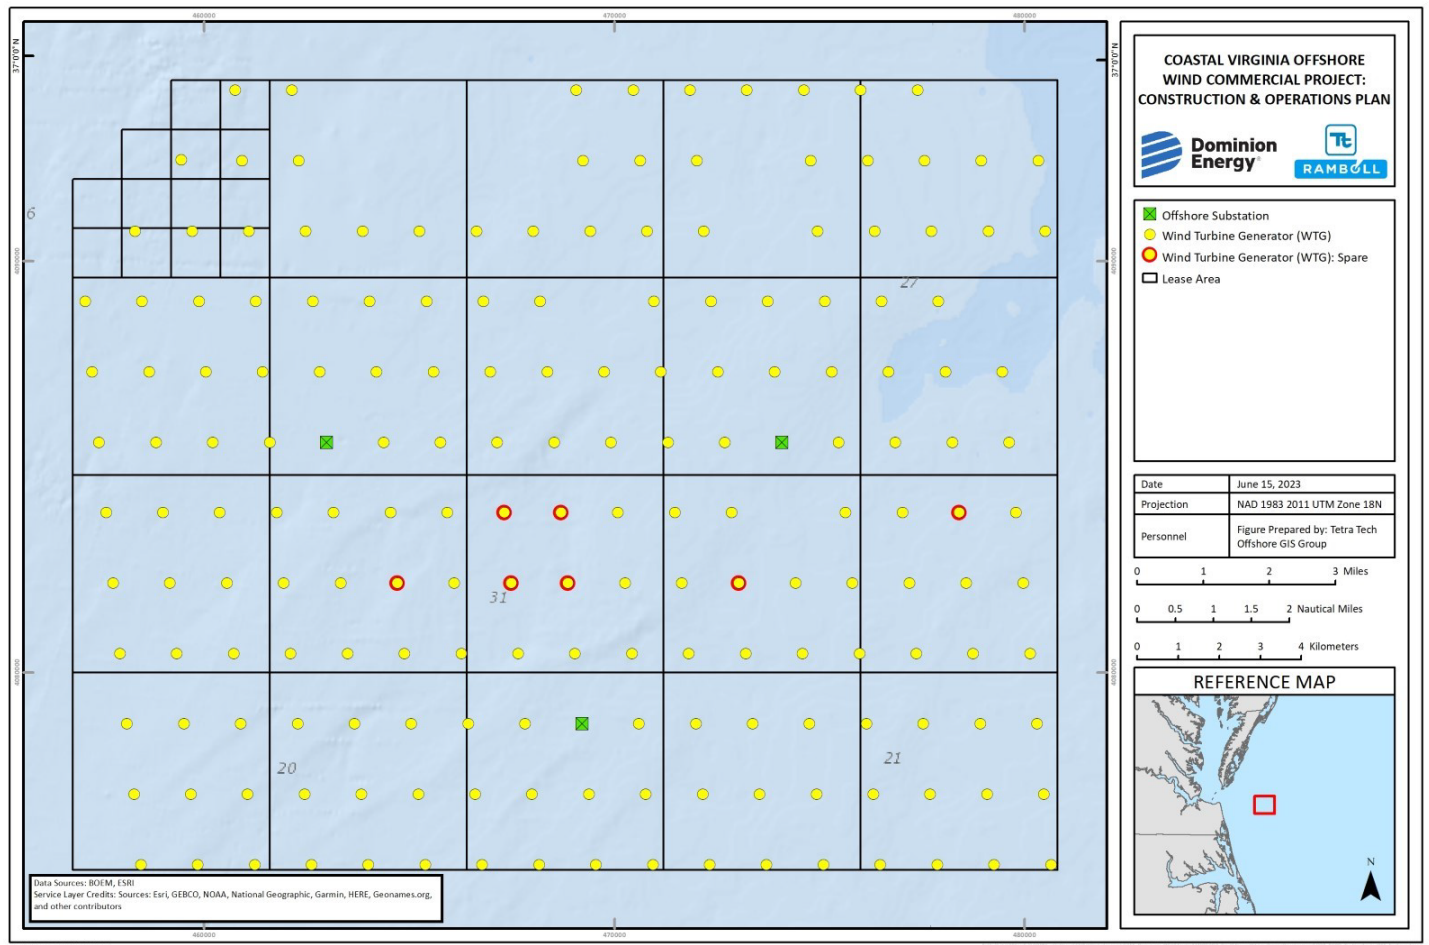 460000
470000
480000
37°0'0"N
37°0'0"N
COASTAL VIRGINIA OFFSHORE
WIND COMMERCIAL PROJECT:
CONSTRUCTION & OPERATIONS PLAN
Dominion
Energy®
Tt
RAMBOLL
6
Offshore Substation
Wind Turbine Generator (WTG)
Wind Turbine Generator (WTG): Spare
Lease Area
4090000
4090000
27
Date June 15, 2023
Projection NAD 1983 2011 UTM Zone 18N
Personnel Figure Prepared by: Tetra Tech
Offshore GIS Group
0 1 2 3 Miles
31
0 0.5 1 1.5 2 Nautical Miles
0 1 2 3 4 Kilometers
4080000
4080000
REFERENCE MAP
20
21
N
Data Sources: BOEM, ESRI
Service Layer Credits: Sources: Esri, GEBCO, NOAA, National Geographic, Garmin, HERE, Geonames.org,
and other contributors
460000
470000
480000